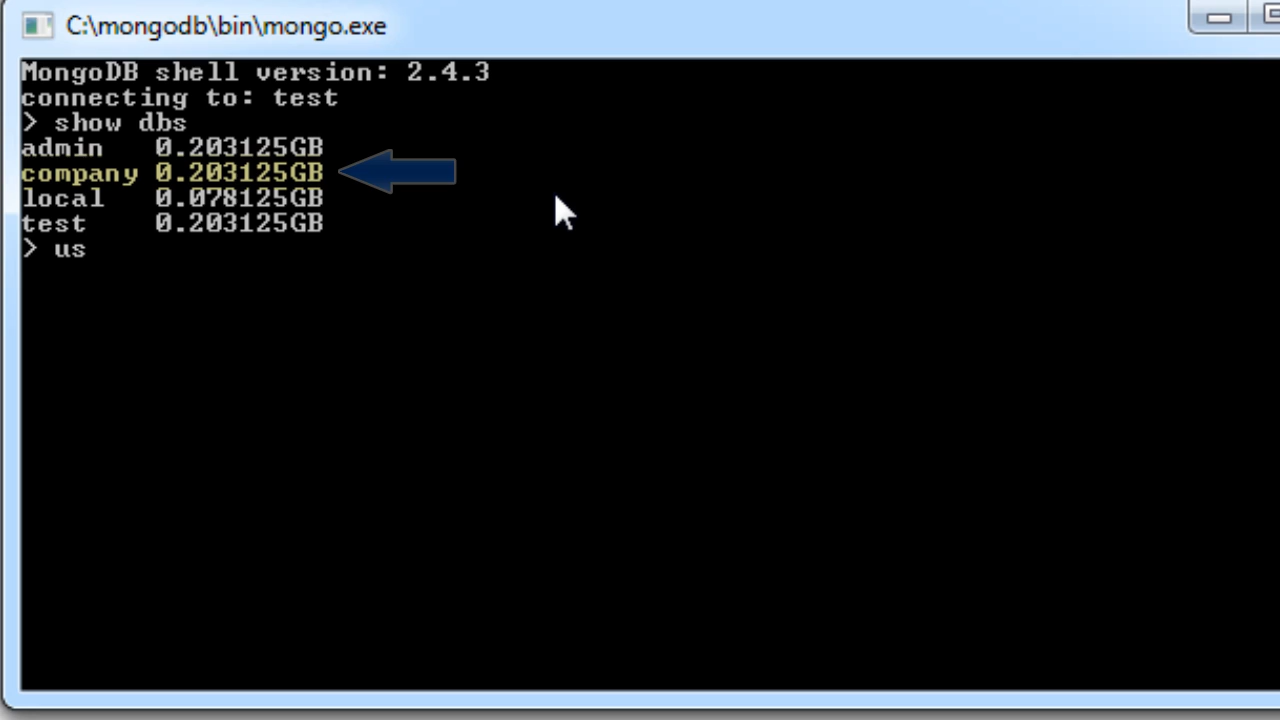 C:\mongodb\bin\mongo.exe
MongoDB shell version: 2.4.3
connecting to: test
> show dbs
admin   0.203125GB
company 0.203125GB
local   0.078125GB
test    0.203125GB
> us